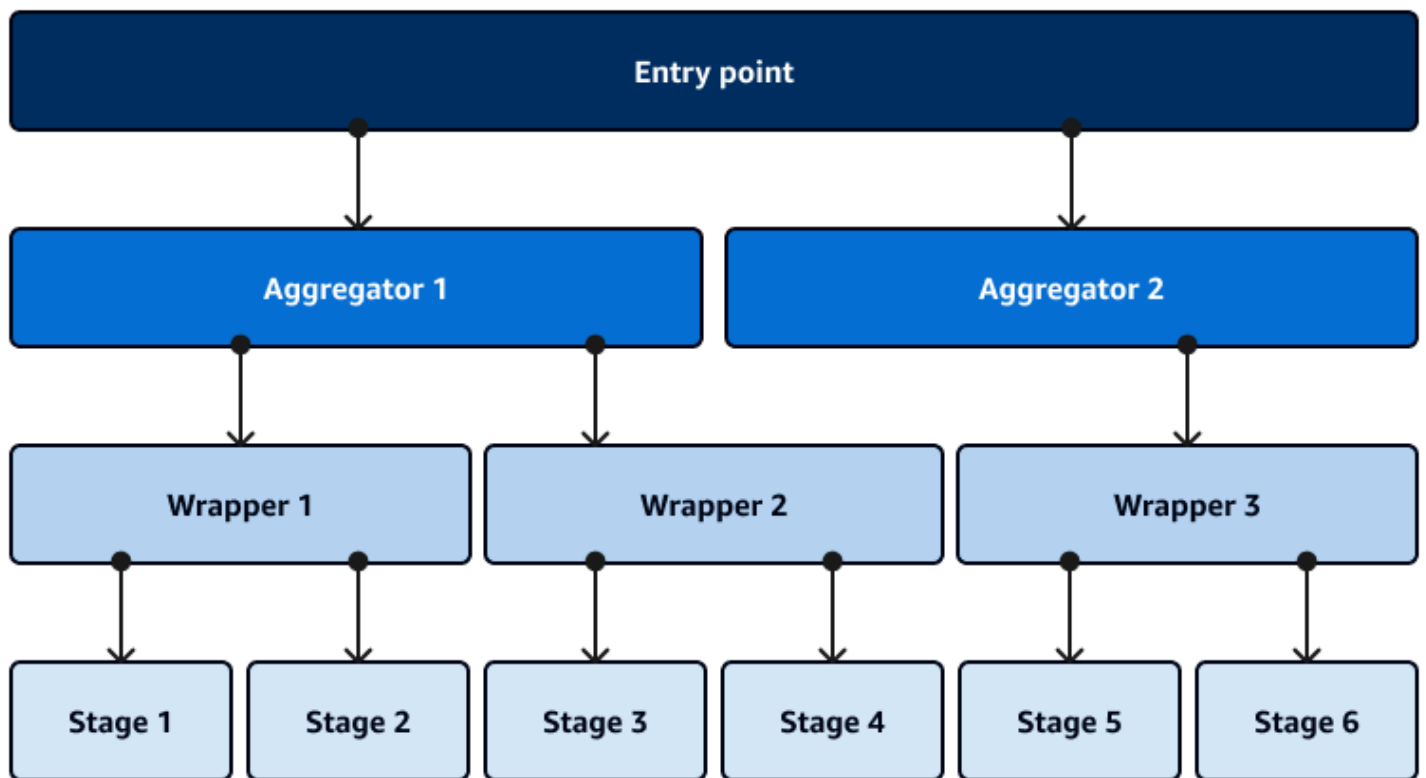 Entry point
Aggregator 1
Aggregator 2
Wrapper 1
Wrapper 2
Wrapper 3
Stage 1
Stage 2
Stage 3
Stage 4
Stage 5
Stage 6